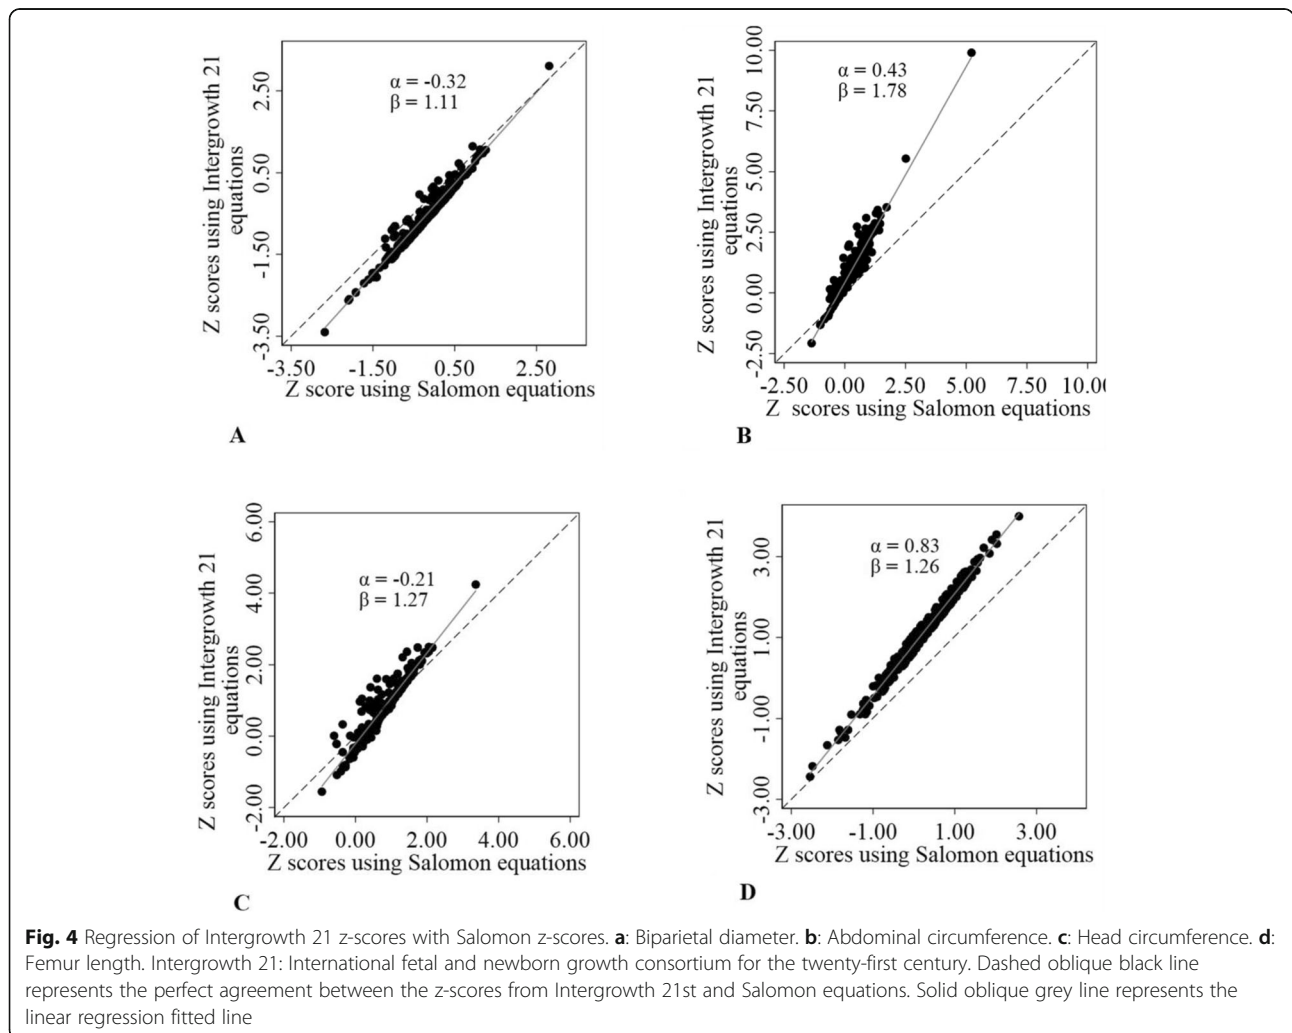 α = -0.32
β = 1.11
Z scores using Intergrowth 21
equations
2.50
0.50
-1.50
-3.50
-3.50 -1.50 0.50 2.50
Z score using Salomon equations
A
α = 0.43
β = 1.78
Z scores using Intergrowth 21
equations
10.00
7.50
5.00
2.50
0.00
-2.50
-2.50 0.00 2.50 5.00 7.50 10.0
Z scores using Salomon equations
B
α = -0.21
β = 1.27
Z scores using Intergrowth 21
equations
6.00
4.00
2.00
0.00
-2.00
-2.00 0.00 2.00 4.00 6.00
Z scores using Salomon equations
C
α = 0.83
β = 1.26
Z scores using Intergrowth 21
equations
3.00
1.00
-1.00
-3.00
-3.00 -1.00 1.00 3.00
Z scores using Salomon equations
D
Fig. 4 Regression of Intergrowth 21 z-scores with Salomon z-scores. a: Biparietal diameter. b: Abdominal circumference. c: Head circumference. d:
Femur length. Intergrowth 21: International fetal and newborn growth consortium for the twenty-first century. Dashed oblique black line
represents the perfect agreement between the z-scores from Intergrowth 21st and Salomon equations. Solid oblique grey line represents the
linear regression fitted line